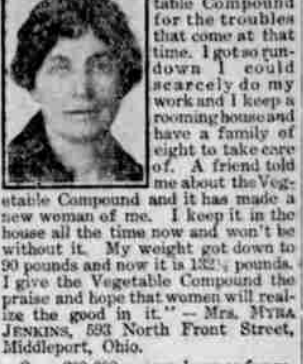 table Compound
for the troubles
that come at that
time. I got so run-
down I could
scarcely do my
work and I keep a
rooming house and
have a family of
eight to take care
of. A friend told
me about the Veg-
etable Compound and it has made a
new woman of me. I keep it in the
house all the time now and won't be
without it. My weight got down to
90 pounds and now it is 132½ pounds.
I give the Vegetable Compound the
praise and hope that women will real-
ize the good in it." — Mrs. MYRA
JENKINS, 593 North Front Street,
Middleport, Ohio.